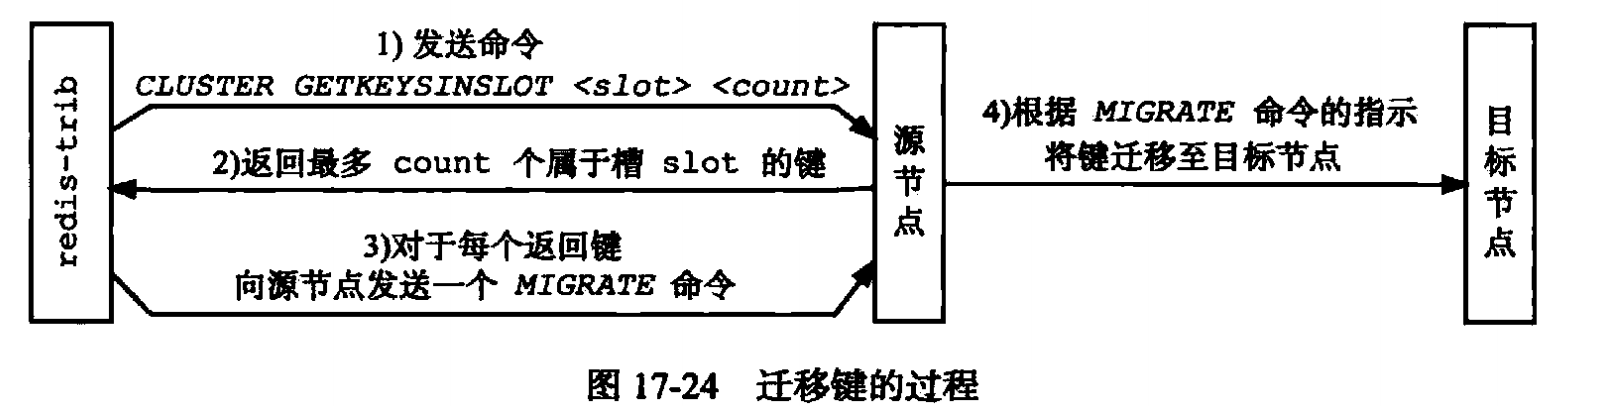 redis-trib
1) 发送命令
CLUSTER GETKEYSINSLOT <slot> <count>
2)返回最多 count 个属于槽 slot 的键
3)对于每个返回键
向源节点发送一个 MIGRATE 命令
源节点
4)根据 MIGRATE 命令的指示
将键迁移至目标节点
目标节点
图 17-24 迁移键的过程